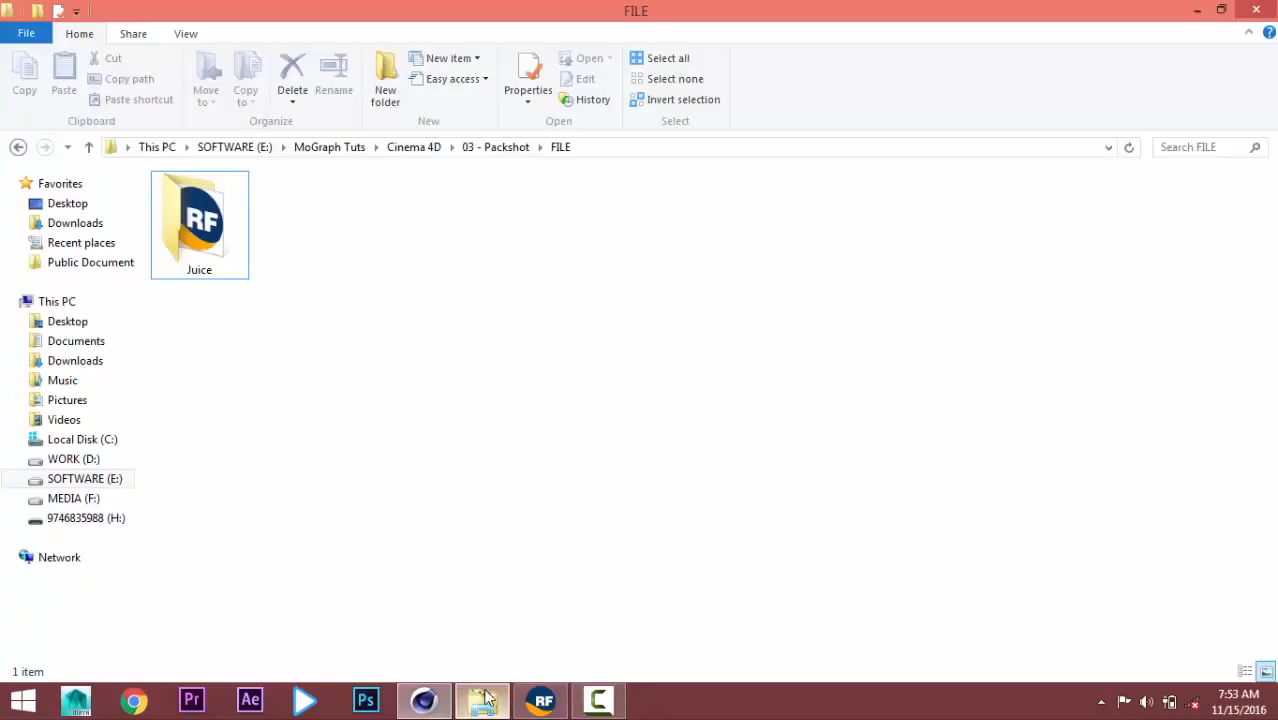 FILE
File Home Share View
Copy
Paste
Cut
Copy path
Paste shortcut
Clipboard
Move to
Copy to
Delete
Rename
Organize
New folder
New item
Easy access
New
Properties
Open
Edit
History
Open
Select all
Select none
Invert selection
Select
This PC SOFTWARE (E:) MoGraph Tuts Cinema 4D 03 - Packshot FILE
Search FILE
Favorites
Desktop
Downloads
Recent places
Public Document
This PC
Desktop
Documents
Downloads
Music
Pictures
Videos
Local Disk (C:)
WORK (D:)
SOFTWARE (E:)
MEDIA (F:)
9746835988 (H:)
Network
RF
Juice
1 item
Pr Ae Ps RF C
7:53 AM
11/15/2016